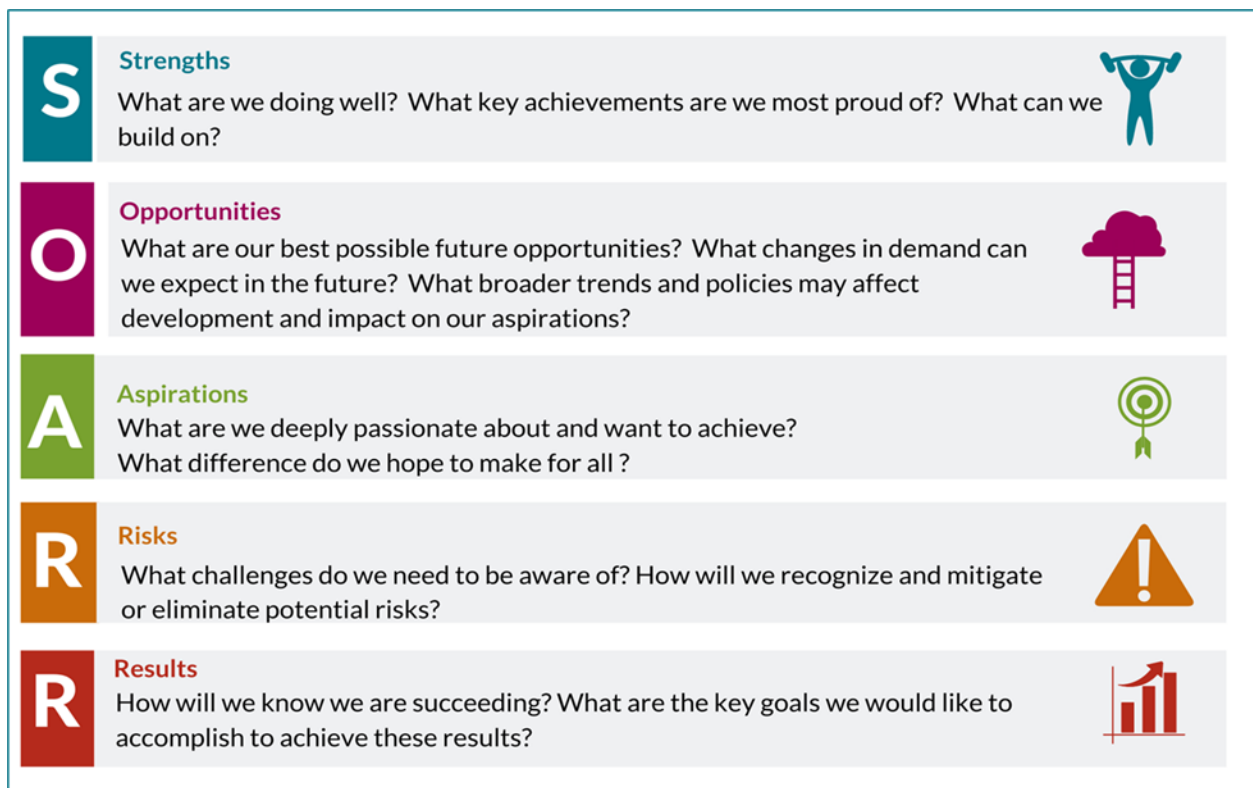 S
Strengths
What are we doing well? What key achievements are we most proud of? What can we
build on?
O
Opportunities
What are our best possible future opportunities? What changes in demand can
we expect in the future? What broader trends and policies may affect
development and impact on our aspirations?
A
Aspirations
What are we deeply passionate about and want to achieve?
What difference do we hope to make for all ?
R
Risks
What challenges do we need to be aware of? How will we recognize and mitigate
or eliminate potential risks?
R
Results
How will we know we are succeeding? What are the key goals we would like to
accomplish to achieve these results?